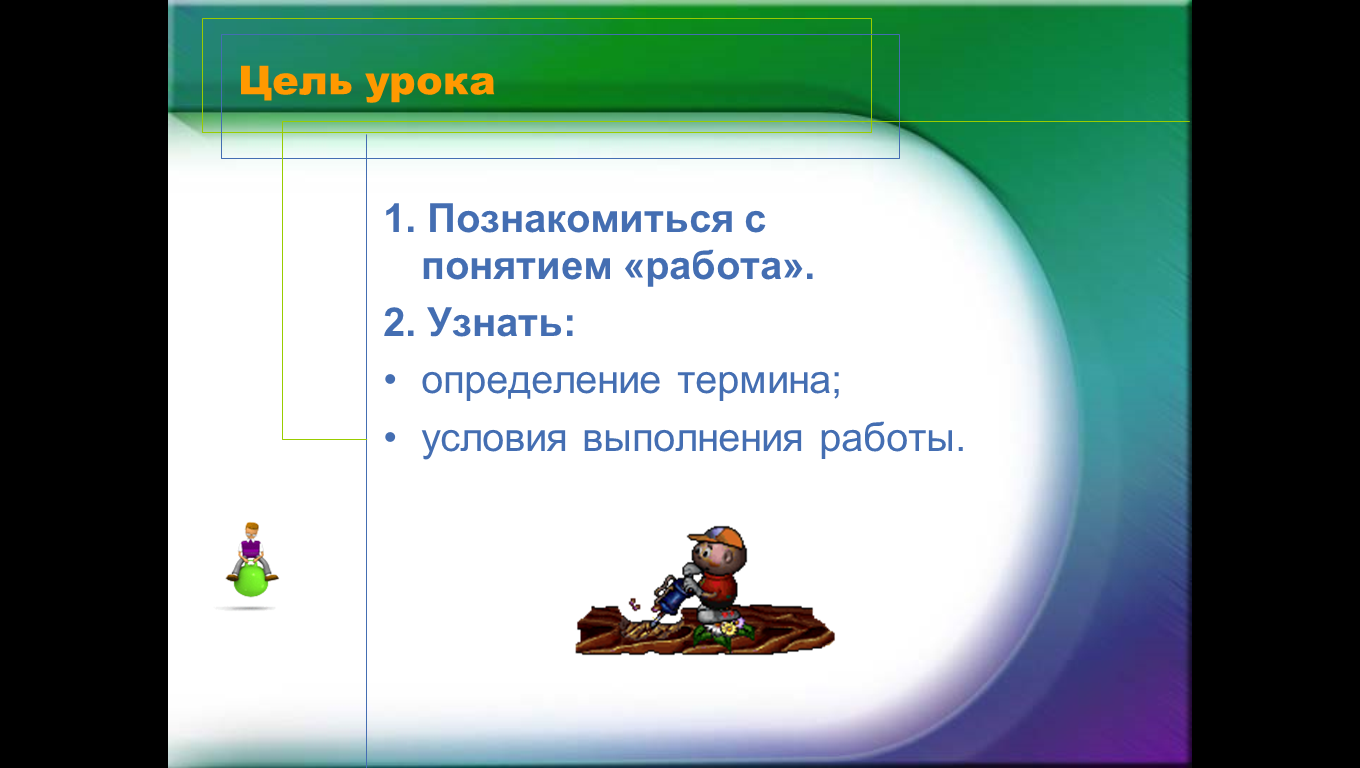 Цель урока
1. Познакомиться с
понятием «работа».
2. Узнать:
• определение термина;
• условия выполнения работы.